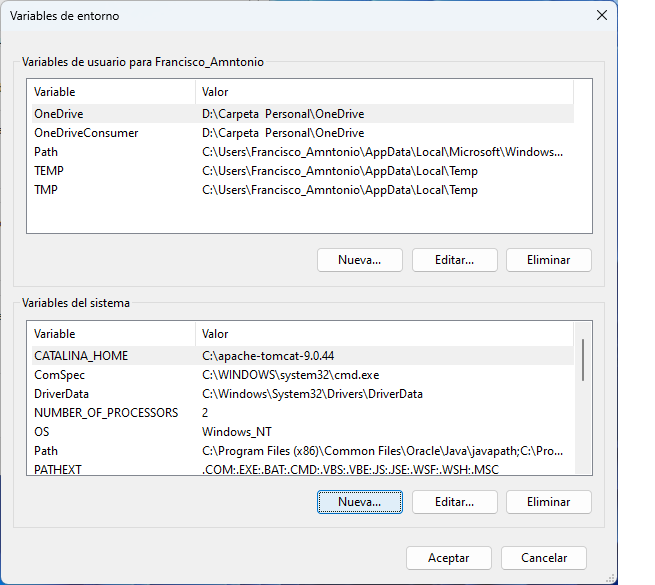 Variables de entorno
Variables de usuario para Francisco_Amntonio
Variable Valor
OneDrive D:\Carpeta Personal\OneDrive
OneDriveConsumer D:\Carpeta Personal\OneDrive
Path C:\Users\Francisco_Amntonio\AppData\Local\Microsoft\Windows...
TEMP C:\Users\Francisco_Amntonio\AppData\Local\Temp
TMP C:\Users\Francisco_Amntonio\AppData\Local\Temp
Nueva... Editar... Eliminar
Variables del sistema
Variable Valor
CATALINA_HOME C:\apache-tomcat-9.0.44
ComSpec C:\WINDOWS\system32\cmd.exe
DriverData C:\Windows\System32\Drivers\DriverData
NUMBER_OF_PROCESSORS 2
OS Windows_NT
Path C:\Program Files (x86)\Common Files\Oracle\Java\javapath;C:\Pro...
PATHEXT .COM;.EXE;.BAT;.CMD;.VBS;.VBE;.JS;.JSE;.WSF;.WSH;.MSC
Nueva... Editar... Eliminar
Aceptar Cancelar